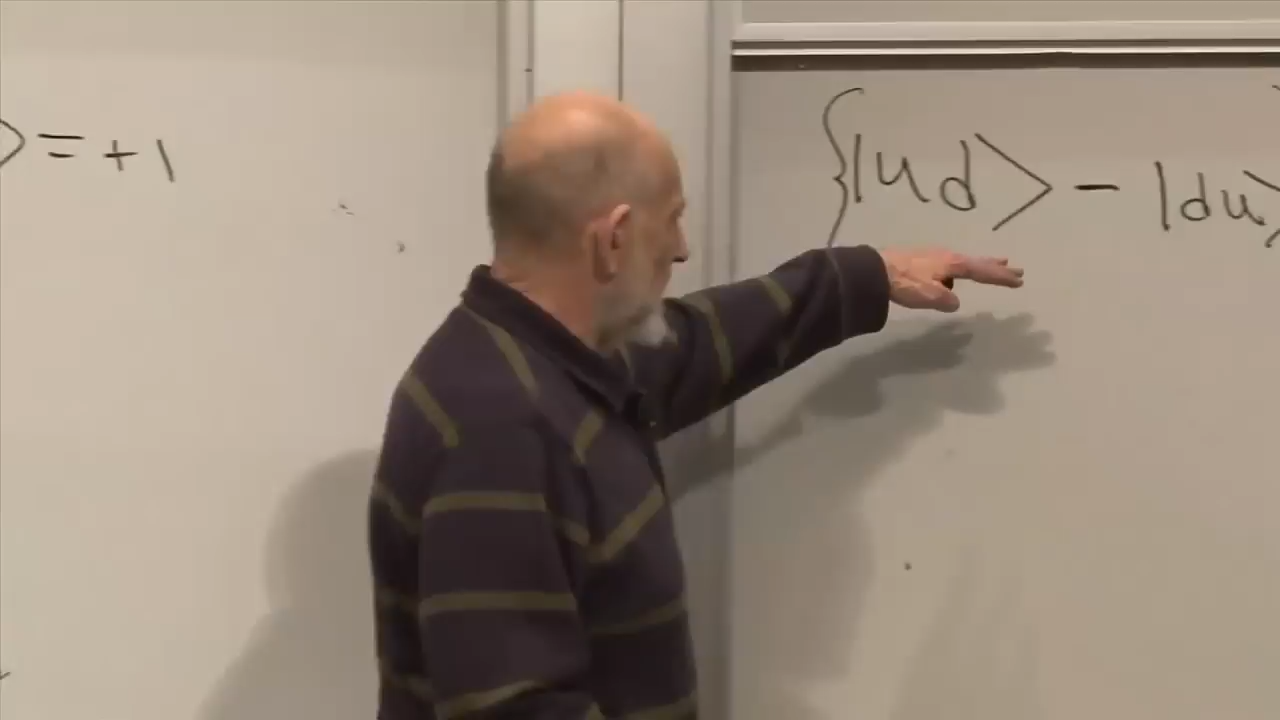 ⟩ = +1
{|ud⟩ - |du⟩